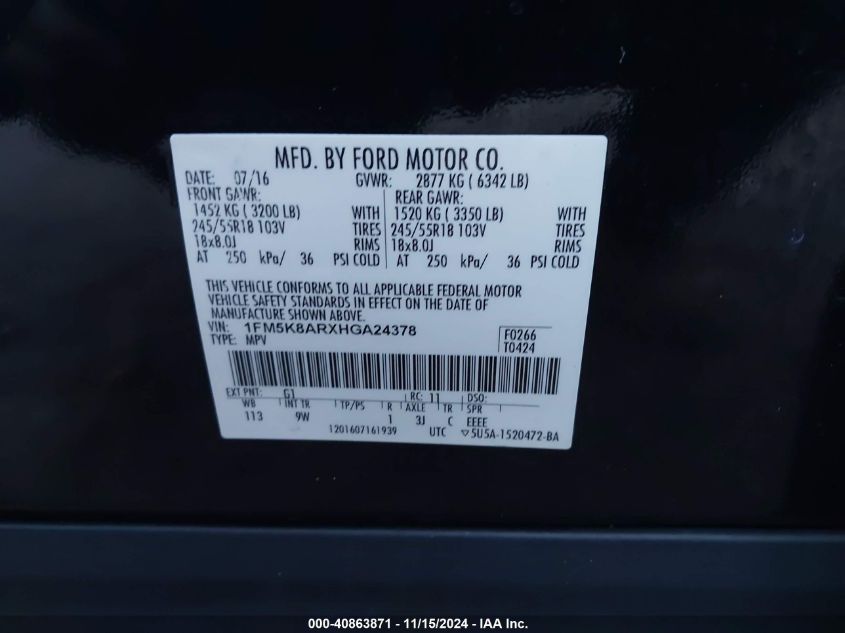 MFD. BY FORD MOTOR CO.
DATE: 07/16 GVWR: 2877 KG ( 6342 LB)
FRONT GAWR: REAR GAWR:
1452 KG ( 3200 LB) WITH 1520 KG ( 3350 LB) WITH
245/55R18 103V TIRES 245/55R18 103V TIRES
18x8.0J RIMS 18x8.0J RIMS
AT 250 kPa/ 36 PSI COLD AT 250 kPa/ 36 PSI COLD
THIS VEHICLE CONFORMS TO ALL APPLICABLE FEDERAL MOTOR
VEHICLE SAFETY STANDARDS IN EFFECT ON THE DATE OF
MANUFACTURE SHOWN ABOVE.
VIN: 1FM5K8ARXHGA24378 F0266
TYPE: MPV T0424
EXT PNT: G1 RC: 11 DSO:
WB INT TR TP/PS R AXLE TR SPR
113 9W 1 3J C EEEE
1201607161939 UTC ▽5U5A-1520472-BA
000-40863871 - 11/15/2024 - IAA, Inc.